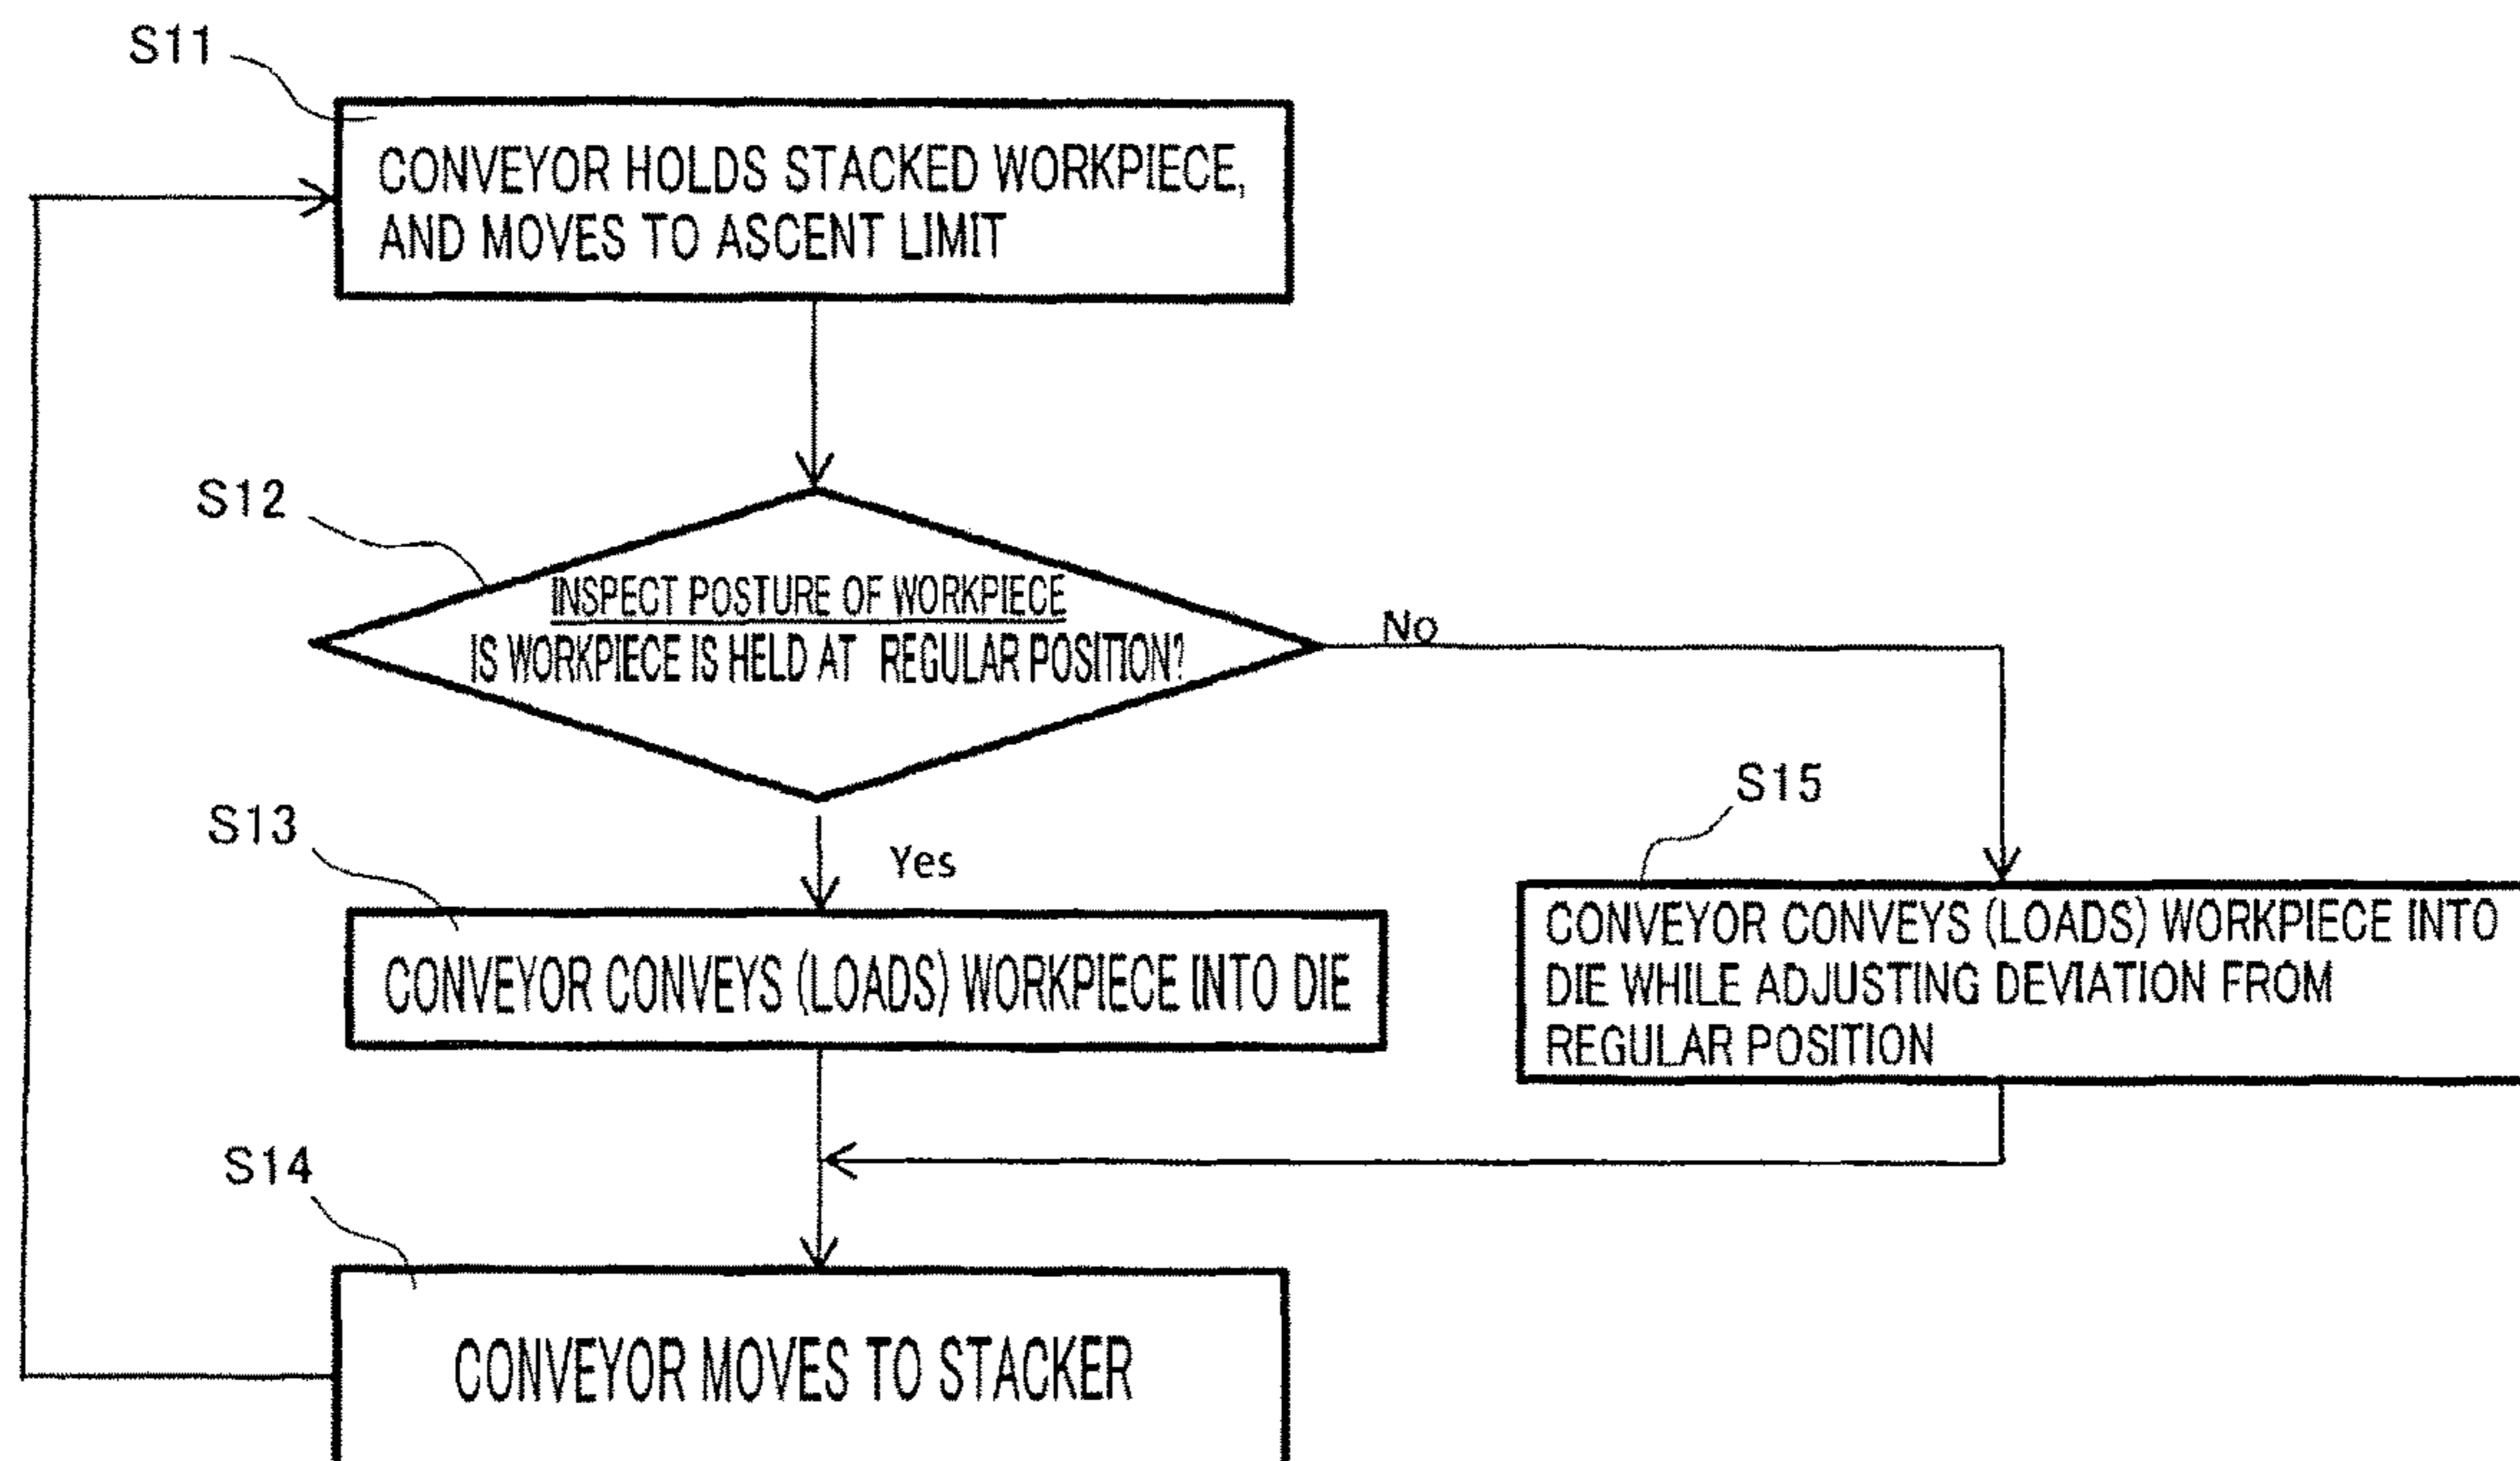 S11
CONVEYOR HOLDS STACKED WORKPIECE,
AND MOVES TO ASCENT LIMIT
S12
INSPECT POSTURE OF WORKPIECE
IS WORKPIECE IS HELD AT REGULAR POSITION?
No
Yes
S13
CONVEYOR CONVEYS (LOADS) WORKPIECE INTO DIE
S15
CONVEYOR CONVEYS (LOADS) WORKPIECE INTO
DIE WHILE ADJUSTING DEVIATION FROM
REGULAR POSITION
S14
CONVEYOR MOVES TO STACKER